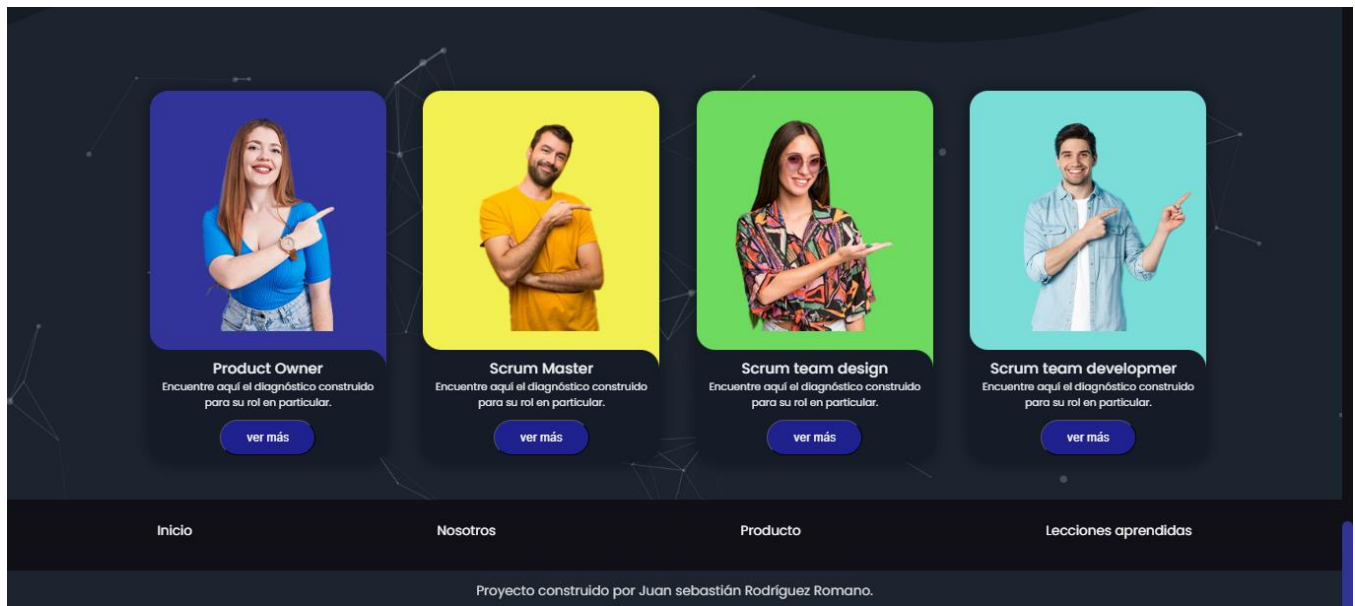 Product Owner
Encuentre aquí el diagnóstico construido
para su rol en particular.
ver más
Scrum Master
Encuentre aquí el diagnóstico construido
para su rol en particular.
ver más
Scrum team design
Encuentre aquí el diagnóstico construido
para su rol en particular.
ver más
Scrum team developmer
Encuentre aquí el diagnóstico construido
para su rol en particular.
ver más
Inicio
Nosotros
Producto
Lecciones aprendidas
Proyecto construido por Juan sebastián Rodríguez Romano.